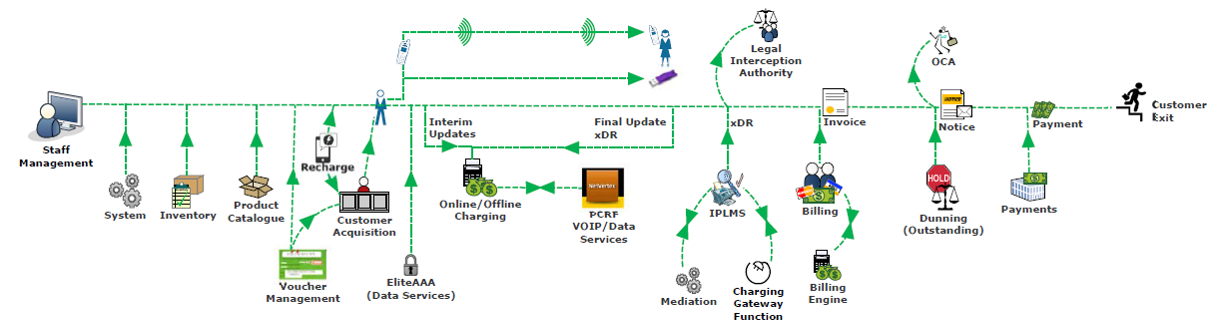 Staff
Management
System
Inventory
Product
Catalogue
Voucher
Management
Recharge
Customer
Acquisition
EliteAAA
(Data Services)
Interim
Updates
Final Update
xDR
Online/Offline
Charging
PCRF
VOIP/Data
Services
Legal
Interception
Authority
xDR
IPLMS
Mediation
Charging
Gateway
Function
Invoice
Billing
Billing
Engine
OCA
NOTICE
Notice
HOLD
Dunning
(Outstanding)
Payment
Payments
Customer
Exit